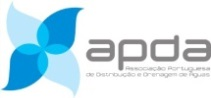 apda
Associação Portuguesa
de Distribuição e Drenagem de Águas